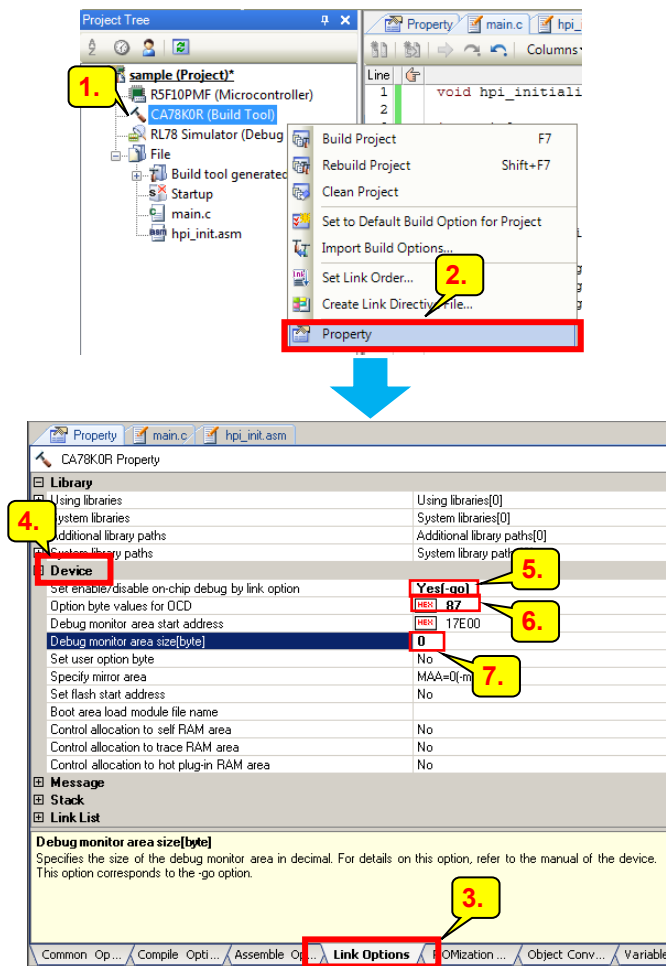 Project Tree
Property main.c hpi_i
Columns
1.
sample (Project)*
Line
R5F10PMF (Microcontroller)
1 void hpi_initiali
CA78K0R (Build Tool)
2
RL78 Simulator (Debug
File
Build tool generated
Startup
main.c
hpi_init.asm
Build Project F7
Rebuild Project Shift+F7
Clean Project
Set to Default Build Option for Project
Import Build Options...
Set Link Order...
2.
Create Link Directive File...
Property
Property main.c hpi_init.asm
CA78K0R Property
Library
Using libraries Using libraries[0]
System libraries System libraries[0]
4.
Additional library paths Additional library paths[0]
System library paths System library paths
Device
5.
Set enable/disable on-chip debug by link option Yes(-go)
Option byte values for OCD HEX 87
6.
Debug monitor area start address HEX 17E00
Debug monitor area size[byte] 0
Set user option byte No
7.
Specify mirror area MAA=0(-m
Set flash start address No
Boot area load module file name
Control allocation to self RAM area No
Control allocation to trace RAM area No
Control allocation to hot plug-in RAM area No
Message
Stack
Link List
Debug monitor area size[byte]
Specifies the size of the debug monitor area in decimal. For details on this option, refer to the manual of the device.
This option corresponds to the -go option.
3.
Common Op... Compile Opti... Assemble Op... Link Options ROMization ... Object Conv... Variable